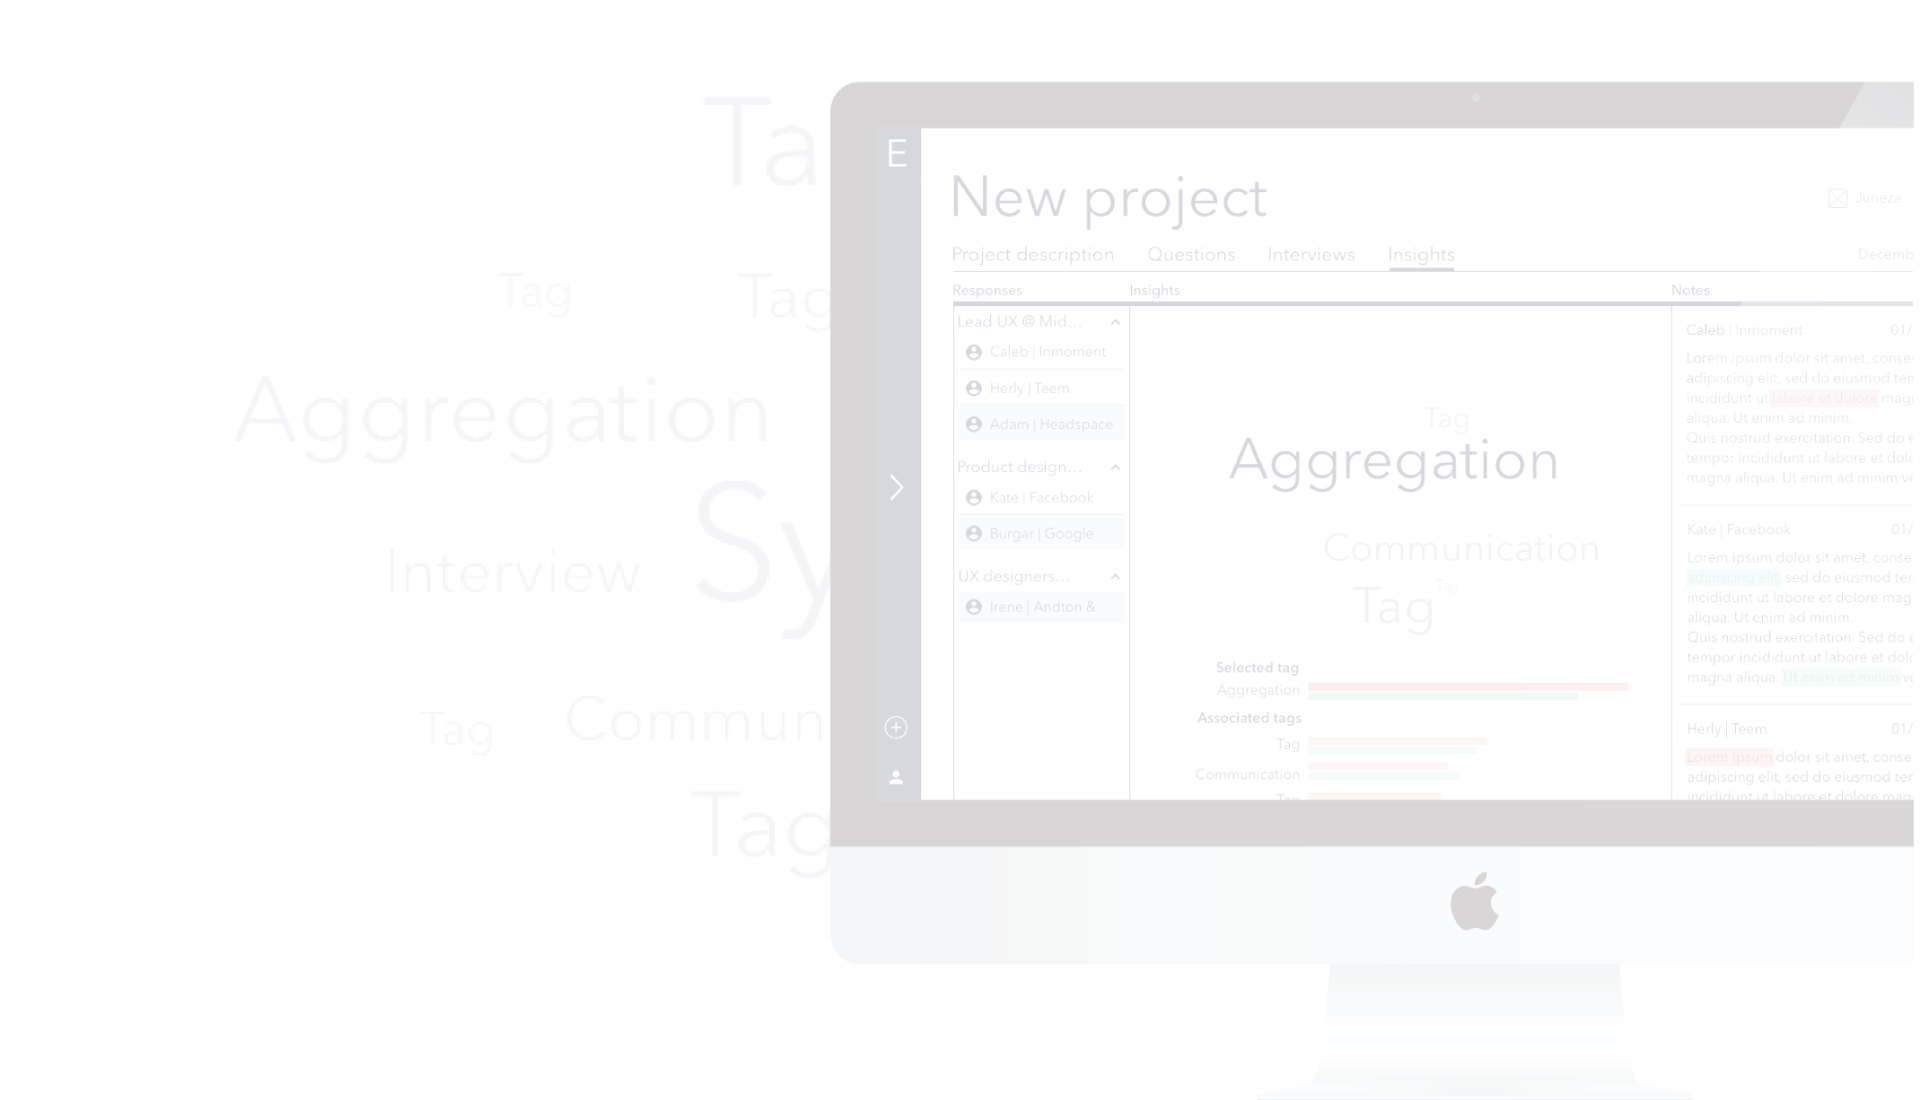 Ta
Tag
Tag
Aggregation
Interview
Sy
Tag
Commun
Tag
E
New project
Juneza
Project description
Questions
Interviews
Insights
Decemb
Responses
Insights
Notes
Lead UX @ Mid...
Caleb | Inmoment
Herly | Teem
Adam | Headspace
Product design...
Kate | Facebook
Burgar | Google
UX designers...
Irene | Andton &
Tag
Aggregation
Communication
Tag
Tag
Selected tag
Aggregation
Associated tags
Tag
Communication
Tag
Caleb | Inmoment 01/
Lorem ipsum dolor sit amet, conse
adipiscing elit, sed do eiusmod ter
incididunt ut labore et dolore magn
aliqua. Ut enim ad minim.
Quis nostrud exercitation. Sed do e
tempor incididunt ut labore et dolo
magna aliqua. Ut enim ad minim ve
Kate | Facebook 01/
Lorem ipsum dolor sit amet, conse
adipiscing elit, sed do eiusmod ter
incididunt ut labore et dolore mag
aliqua. Ut enim ad minim.
Quis nostrud exercitation. Sed do e
tempor incididunt ut labore et dolo
magna aliqua. Ut enim ad minim ve
Herly | Teem 01/
Lorem ipsum dolor sit amet, conse
adipiscing elit, sed do eiusmod ter
incididunt ut labore et dolore mag